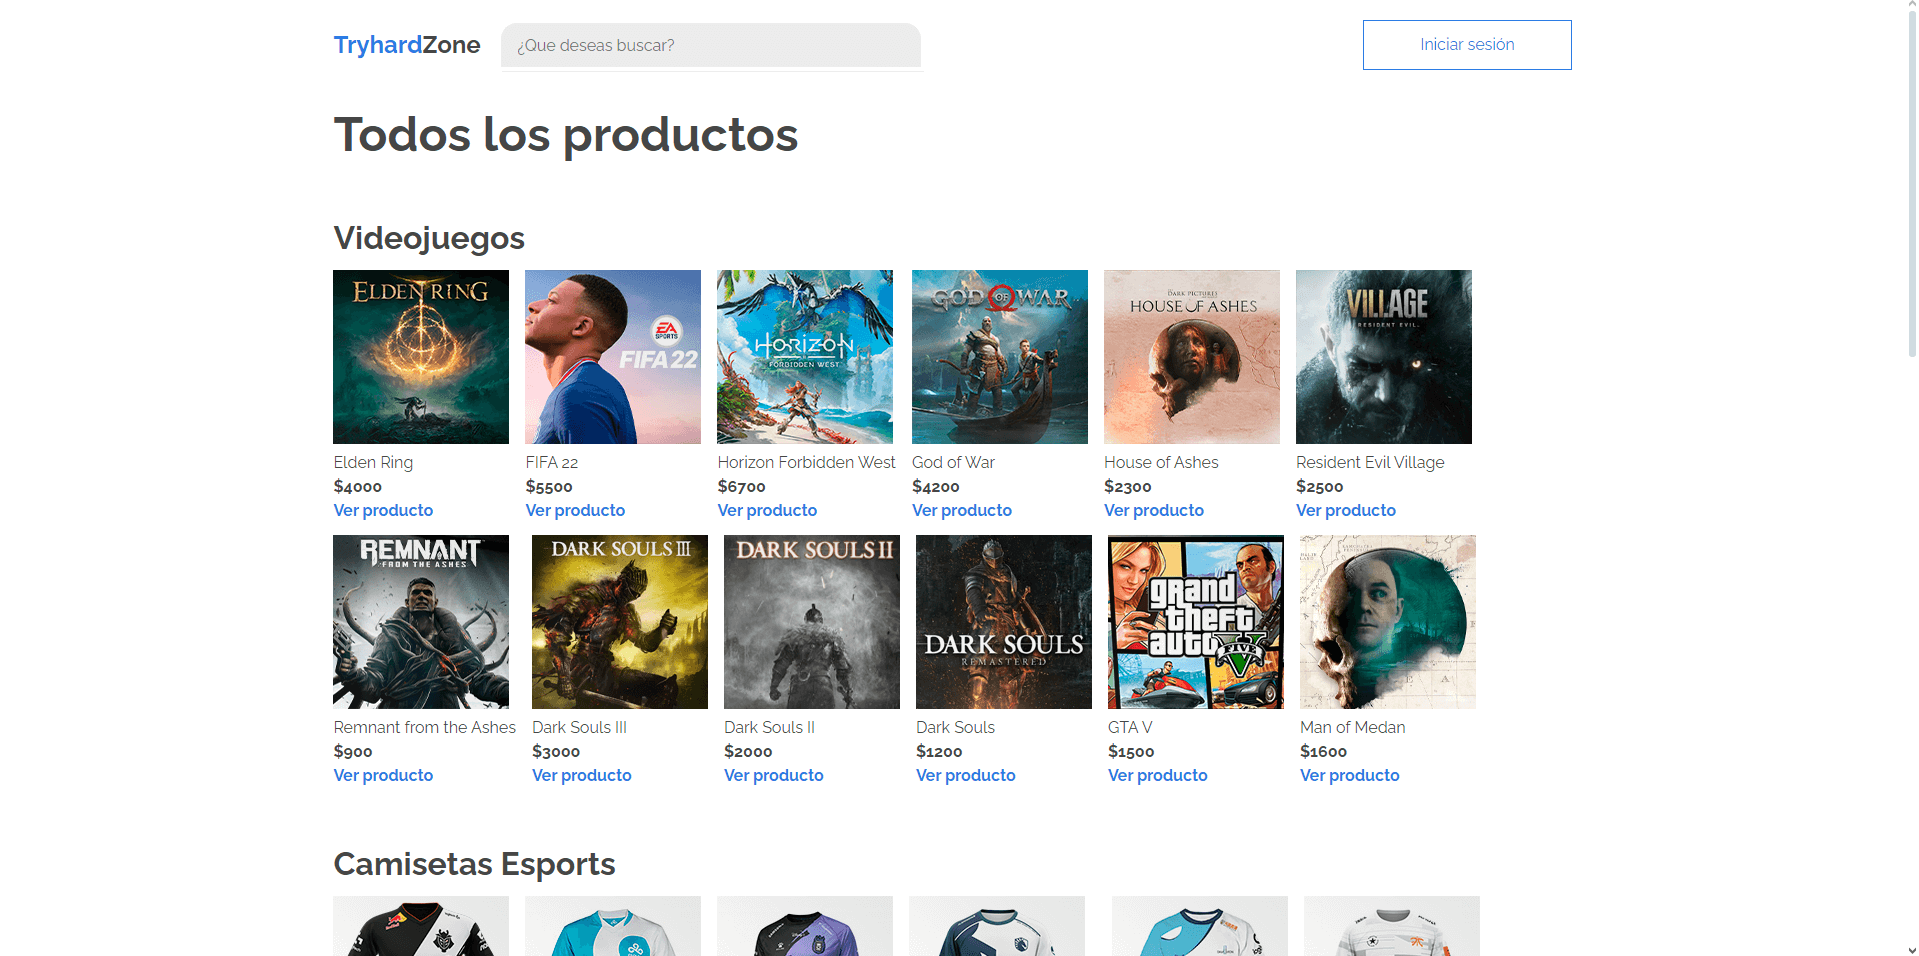 TryhardZone
¿Que deseas buscar?
Iniciar sesión
Todos los productos
Videojuegos
ELDEN RING
EA SPORTS
FIFA 22
HORIZON
FORBIDDEN WEST
GOD OF WAR
DARK PICTURES
HOUSE OF ASHES
VILLAGE
RESIDENT EVIL
Elden Ring
FIFA 22
Horizon Forbidden West
God of War
House of Ashes
Resident Evil Village
$4000
$5500
$6700
$4200
$2300
$2500
Ver producto
Ver producto
Ver producto
Ver producto
Ver producto
Ver producto
REMNANT
FROM THE ASHES
DARK SOULS III
DARK SOULS II
DARK SOULS
REMASTERED
grand
theft
auto
FIVE
Remnant from the Ashes
Dark Souls III
Dark Souls II
Dark Souls
GTA V
Man of Medan
$900
$3000
$2000
$1200
$1500
$1600
Ver producto
Ver producto
Ver producto
Ver producto
Ver producto
Ver producto
Camisetas Esports